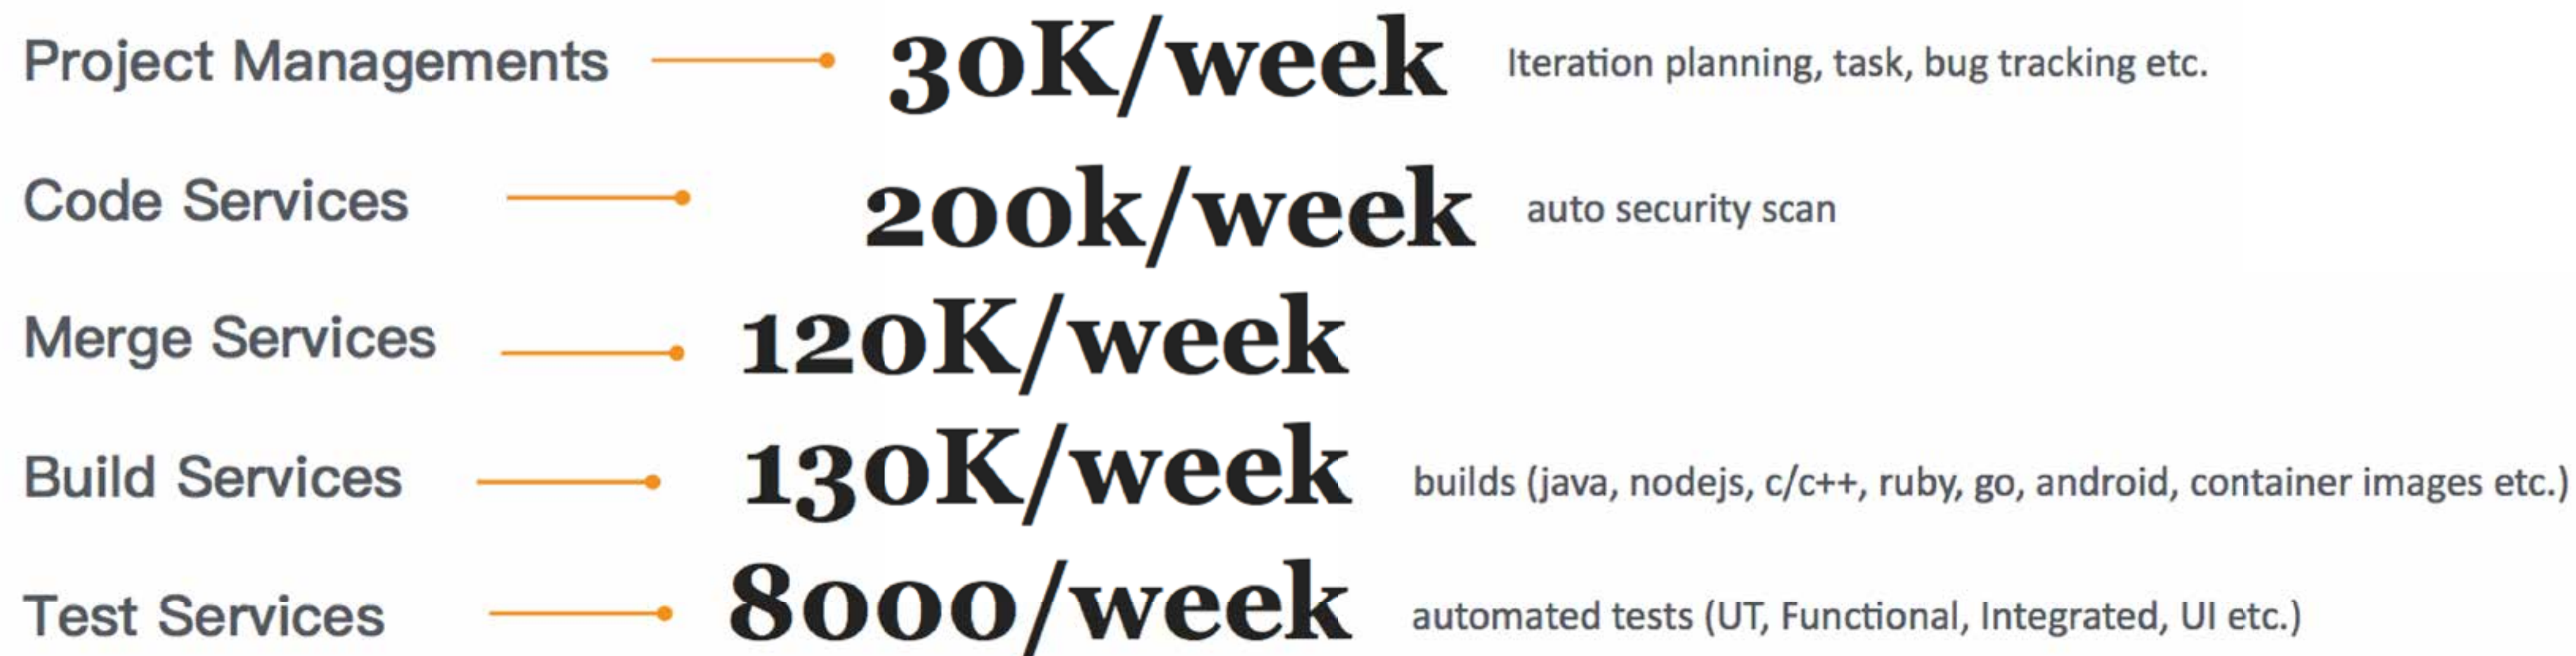 Project Managements 30K/week Iteration planning, task, bug tracking etc.
Code Services 200k/week auto security scan
Merge Services 120K/week
Build Services 130K/week builds (java, nodejs, c/c++, ruby, go, android, container images etc.)
Test Services 8000/week automated tests (UT, Functional, Integrated, UI etc.)